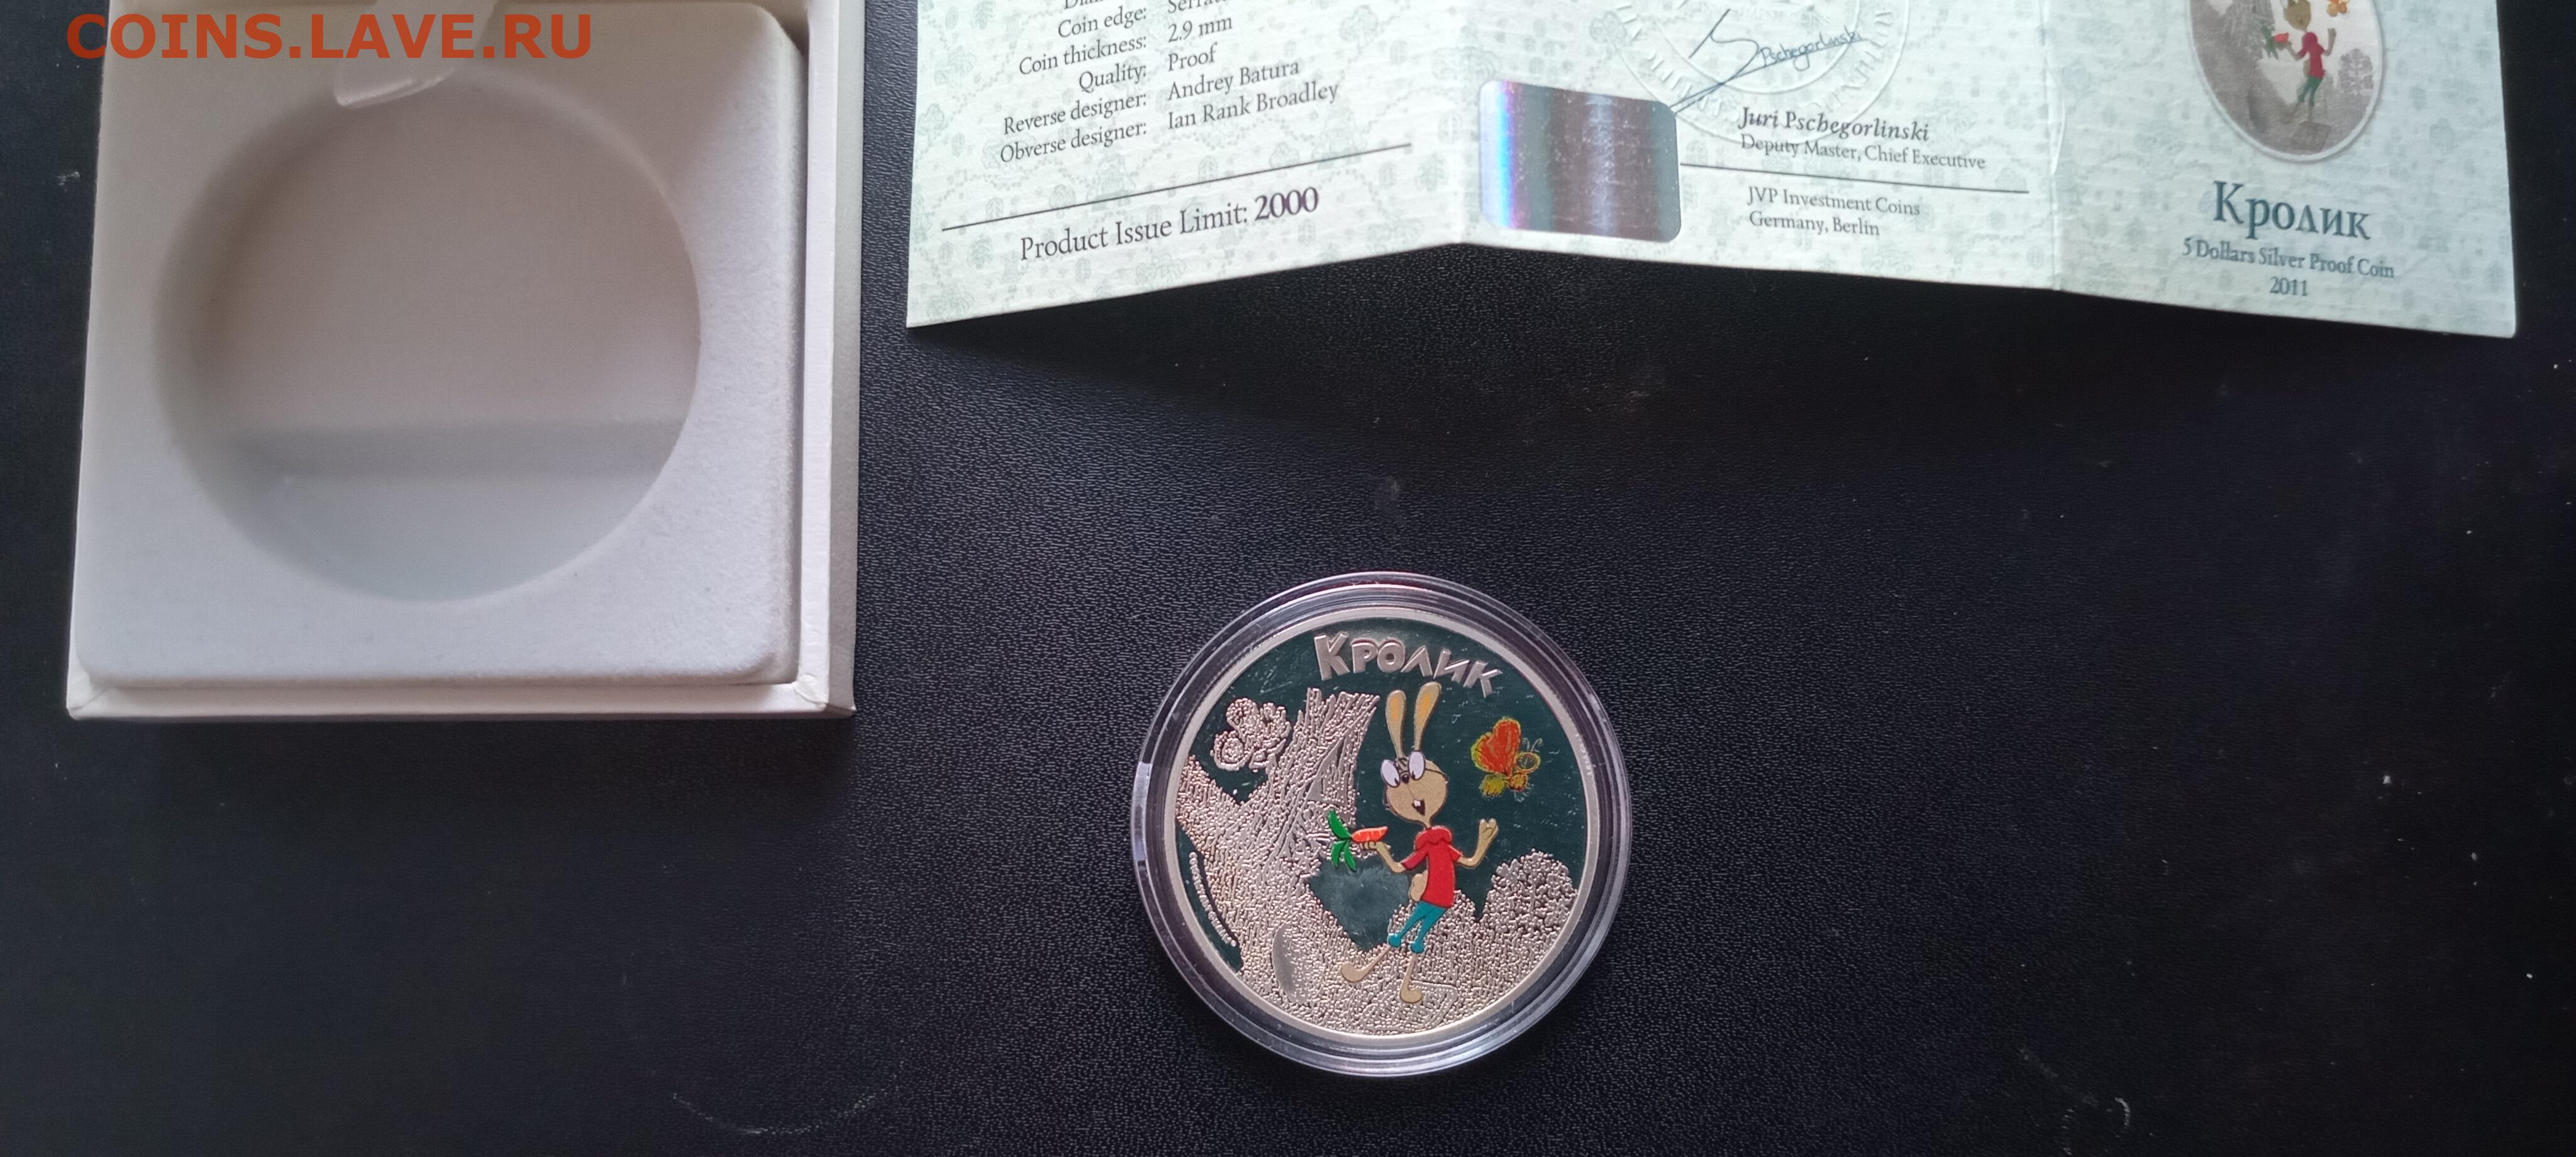 COINS.LAVE.RU
Coin edge:
Coin thickness: 2.9 mm
Quality: Proof
Reverse designer: Andrey Batura
Obverse designer: Ian Rank Broadley
Product Issue Limit: 2000
Pschegorlinski
Juri Pschegorlinski
Deputy Master, Chief Executive
JVP Investment Coins
Germany, Berlin
Кролик
5 Dollars Silver Proof Coin
2011
КРОЛИК